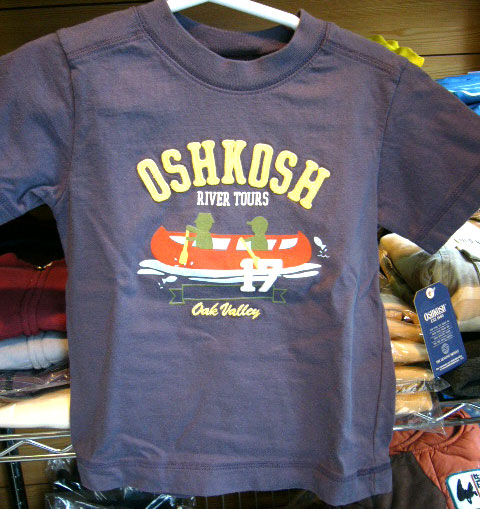 OSHKOSH
RIVER TOURS
17
Oak Valley
OSHKOSH